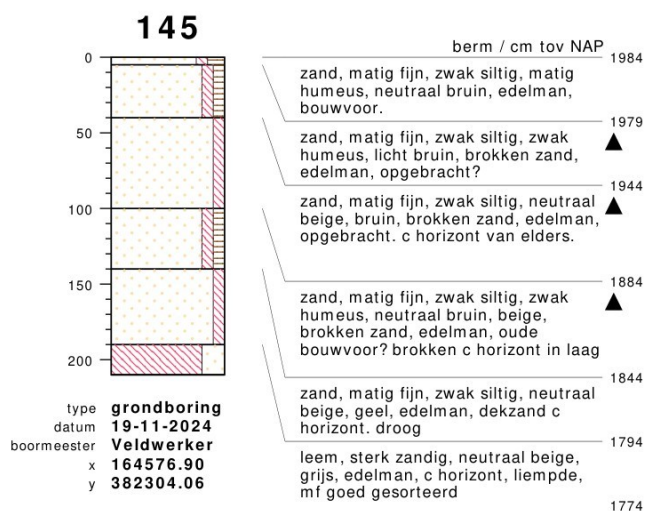 145
berm / cm tov NAP
0
50
100
150
200
1984
zand, matig fijn, zwak siltig, matig
humeus, neutraal bruin, edelman,
bouwvoor.
1979
zand, matig fijn, zwak siltig, zwak
humeus, licht bruin, brokken zand,
edelman, opgebracht?
1944
zand, matig fijn, zwak siltig, neutraal
beige, bruin, brokken zand, edelman,
opgebracht. c horizont van elders.
1884
zand, matig fijn, zwak siltig, zwak
humeus, neutraal bruin, beige,
brokken zand, edelman, oude
bouwvoor? brokken c horizont in laag
1844
zand, matig fijn, zwak siltig, neutraal
beige, geel, edelman, dekzand c
horizont. droog
1794
leem, sterk zandig, neutraal beige,
grijs, edelman, c horizont, liempde,
mf goed gesorteerd
1774
type grondboring
datum 19-11-2024
boormeester Veldwerker
x 164576.90
y 382304.06